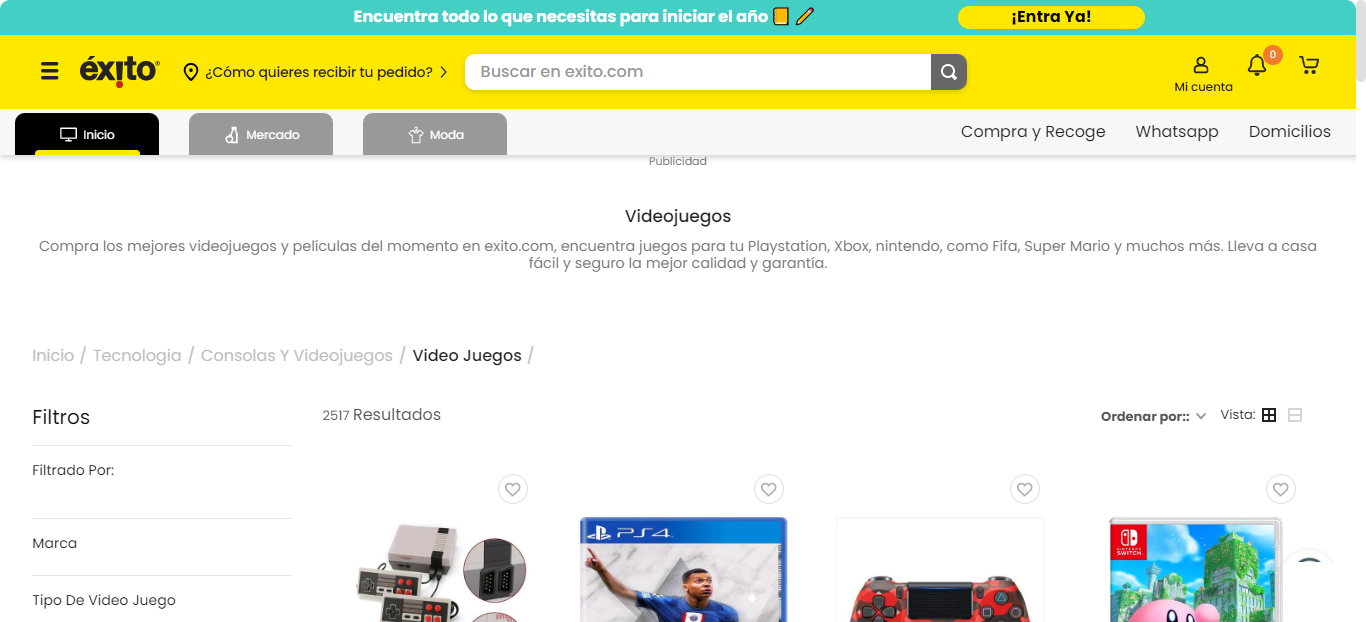 Encuentra todo lo que necesitas para iniciar el año
¡Entra Ya!
éxito
¿Cómo quieres recibir tu pedido?
Buscar en exito.com
Mi cuenta
0
Inicio
Mercado
Moda
Compra y Recoge
Whatsapp
Domicilios
Publicidad
Videojuegos
Compra los mejores videojuegos y películas del momento en exito.com, encuentra juegos para tu Playstation, Xbox, nintendo, como Fifa, Super Mario y muchos más. Lleva a casa
fácil y seguro la mejor calidad y garantía.
Inicio / Tecnologia / Consolas Y Videojuegos / Video Juegos /
Filtros
2517 Resultados
Ordenar por::
Vista:
Filtrado Por:
Marca
Tipo De Video Juego
PS4
NINTENDO
SWITCH